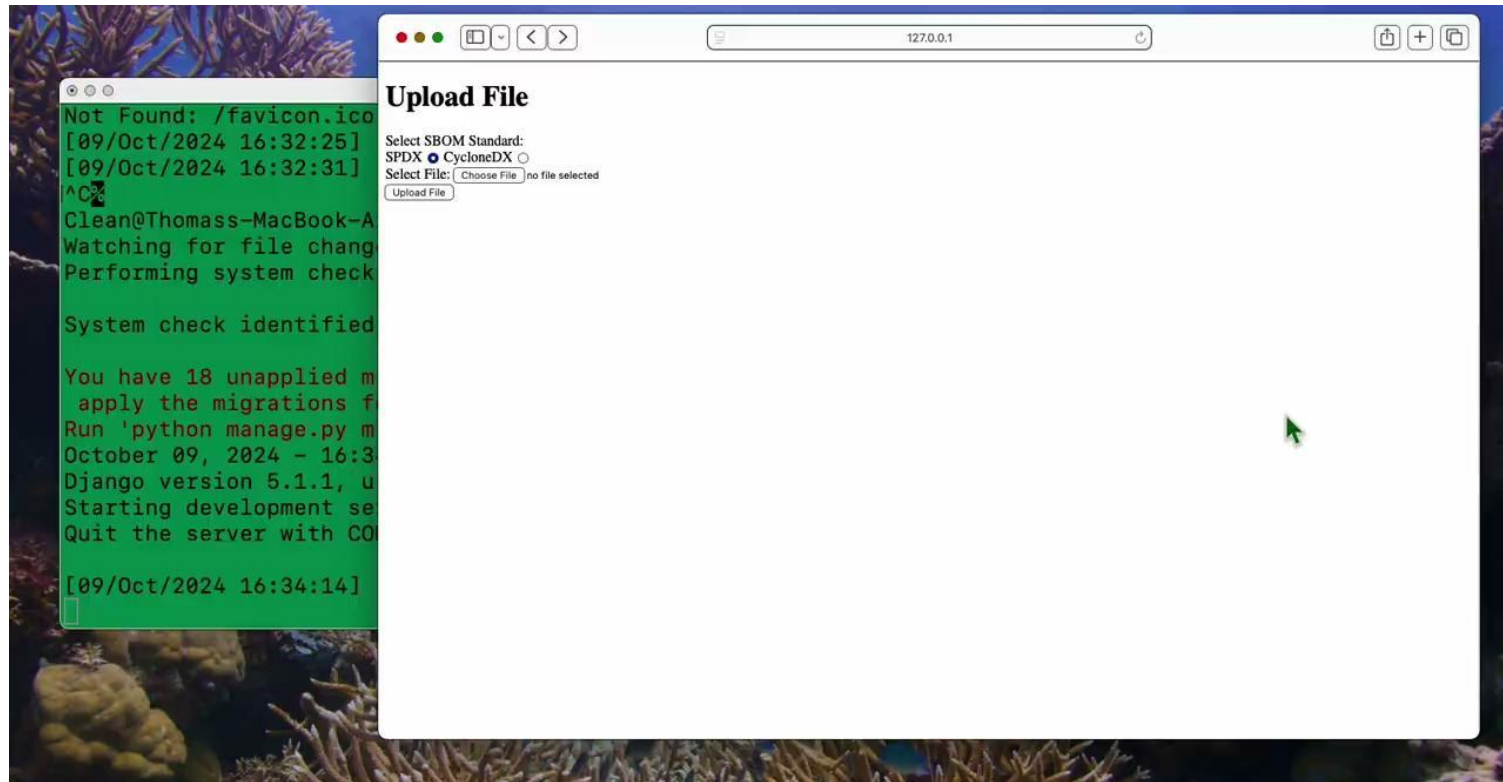 127.0.0.1
Upload File
Select SBOM Standard:
SPDX CycloneDX
Select File: Choose File no file selected
Upload File
Not Found: /favicon.ico
[09/Oct/2024 16:32:25]
[09/Oct/2024 16:32:31]
^C%
Clean@Thomass-MacBook-A
Watching for file chang
Performing system check
System check identified
You have 18 unapplied m
apply the migrations f
Run 'python manage.py m
October 09, 2024 - 16:3
Django version 5.1.1, u
Starting development se
Quit the server with CO
[09/Oct/2024 16:34:14]